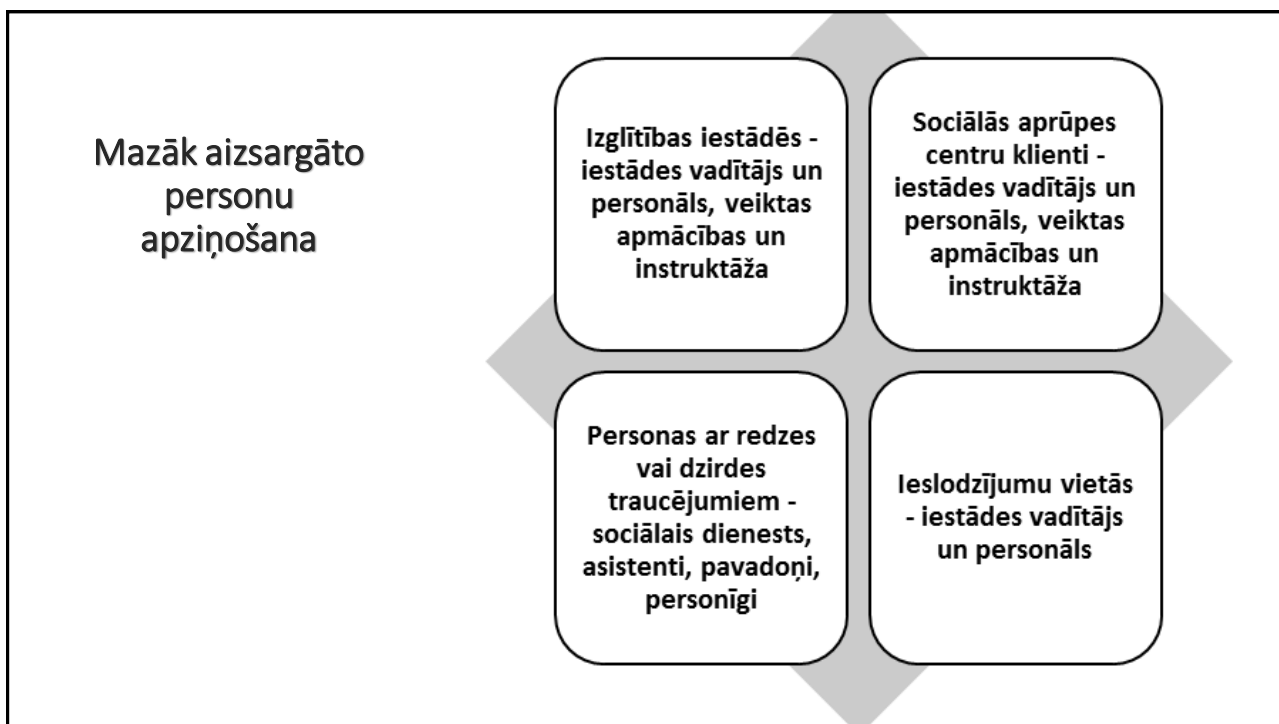 Mazāk aizsargāto
personu
apziņošana
Izglītības iestādēs -
iestādes vadītājs un
personāls, veiktas
apmācības un
instruktāža
Sociālās aprūpes
centru klienti -
iestādes vadītājs un
personāls, veiktas
apmācības un
instruktāža
Personas ar redzes
vai dzirdes
traucējumiem -
sociālais dienests,
asistenti, pavadoņi,
personīgi
Ieslodzījumu vietās
- iestādes vadītājs
un personāls